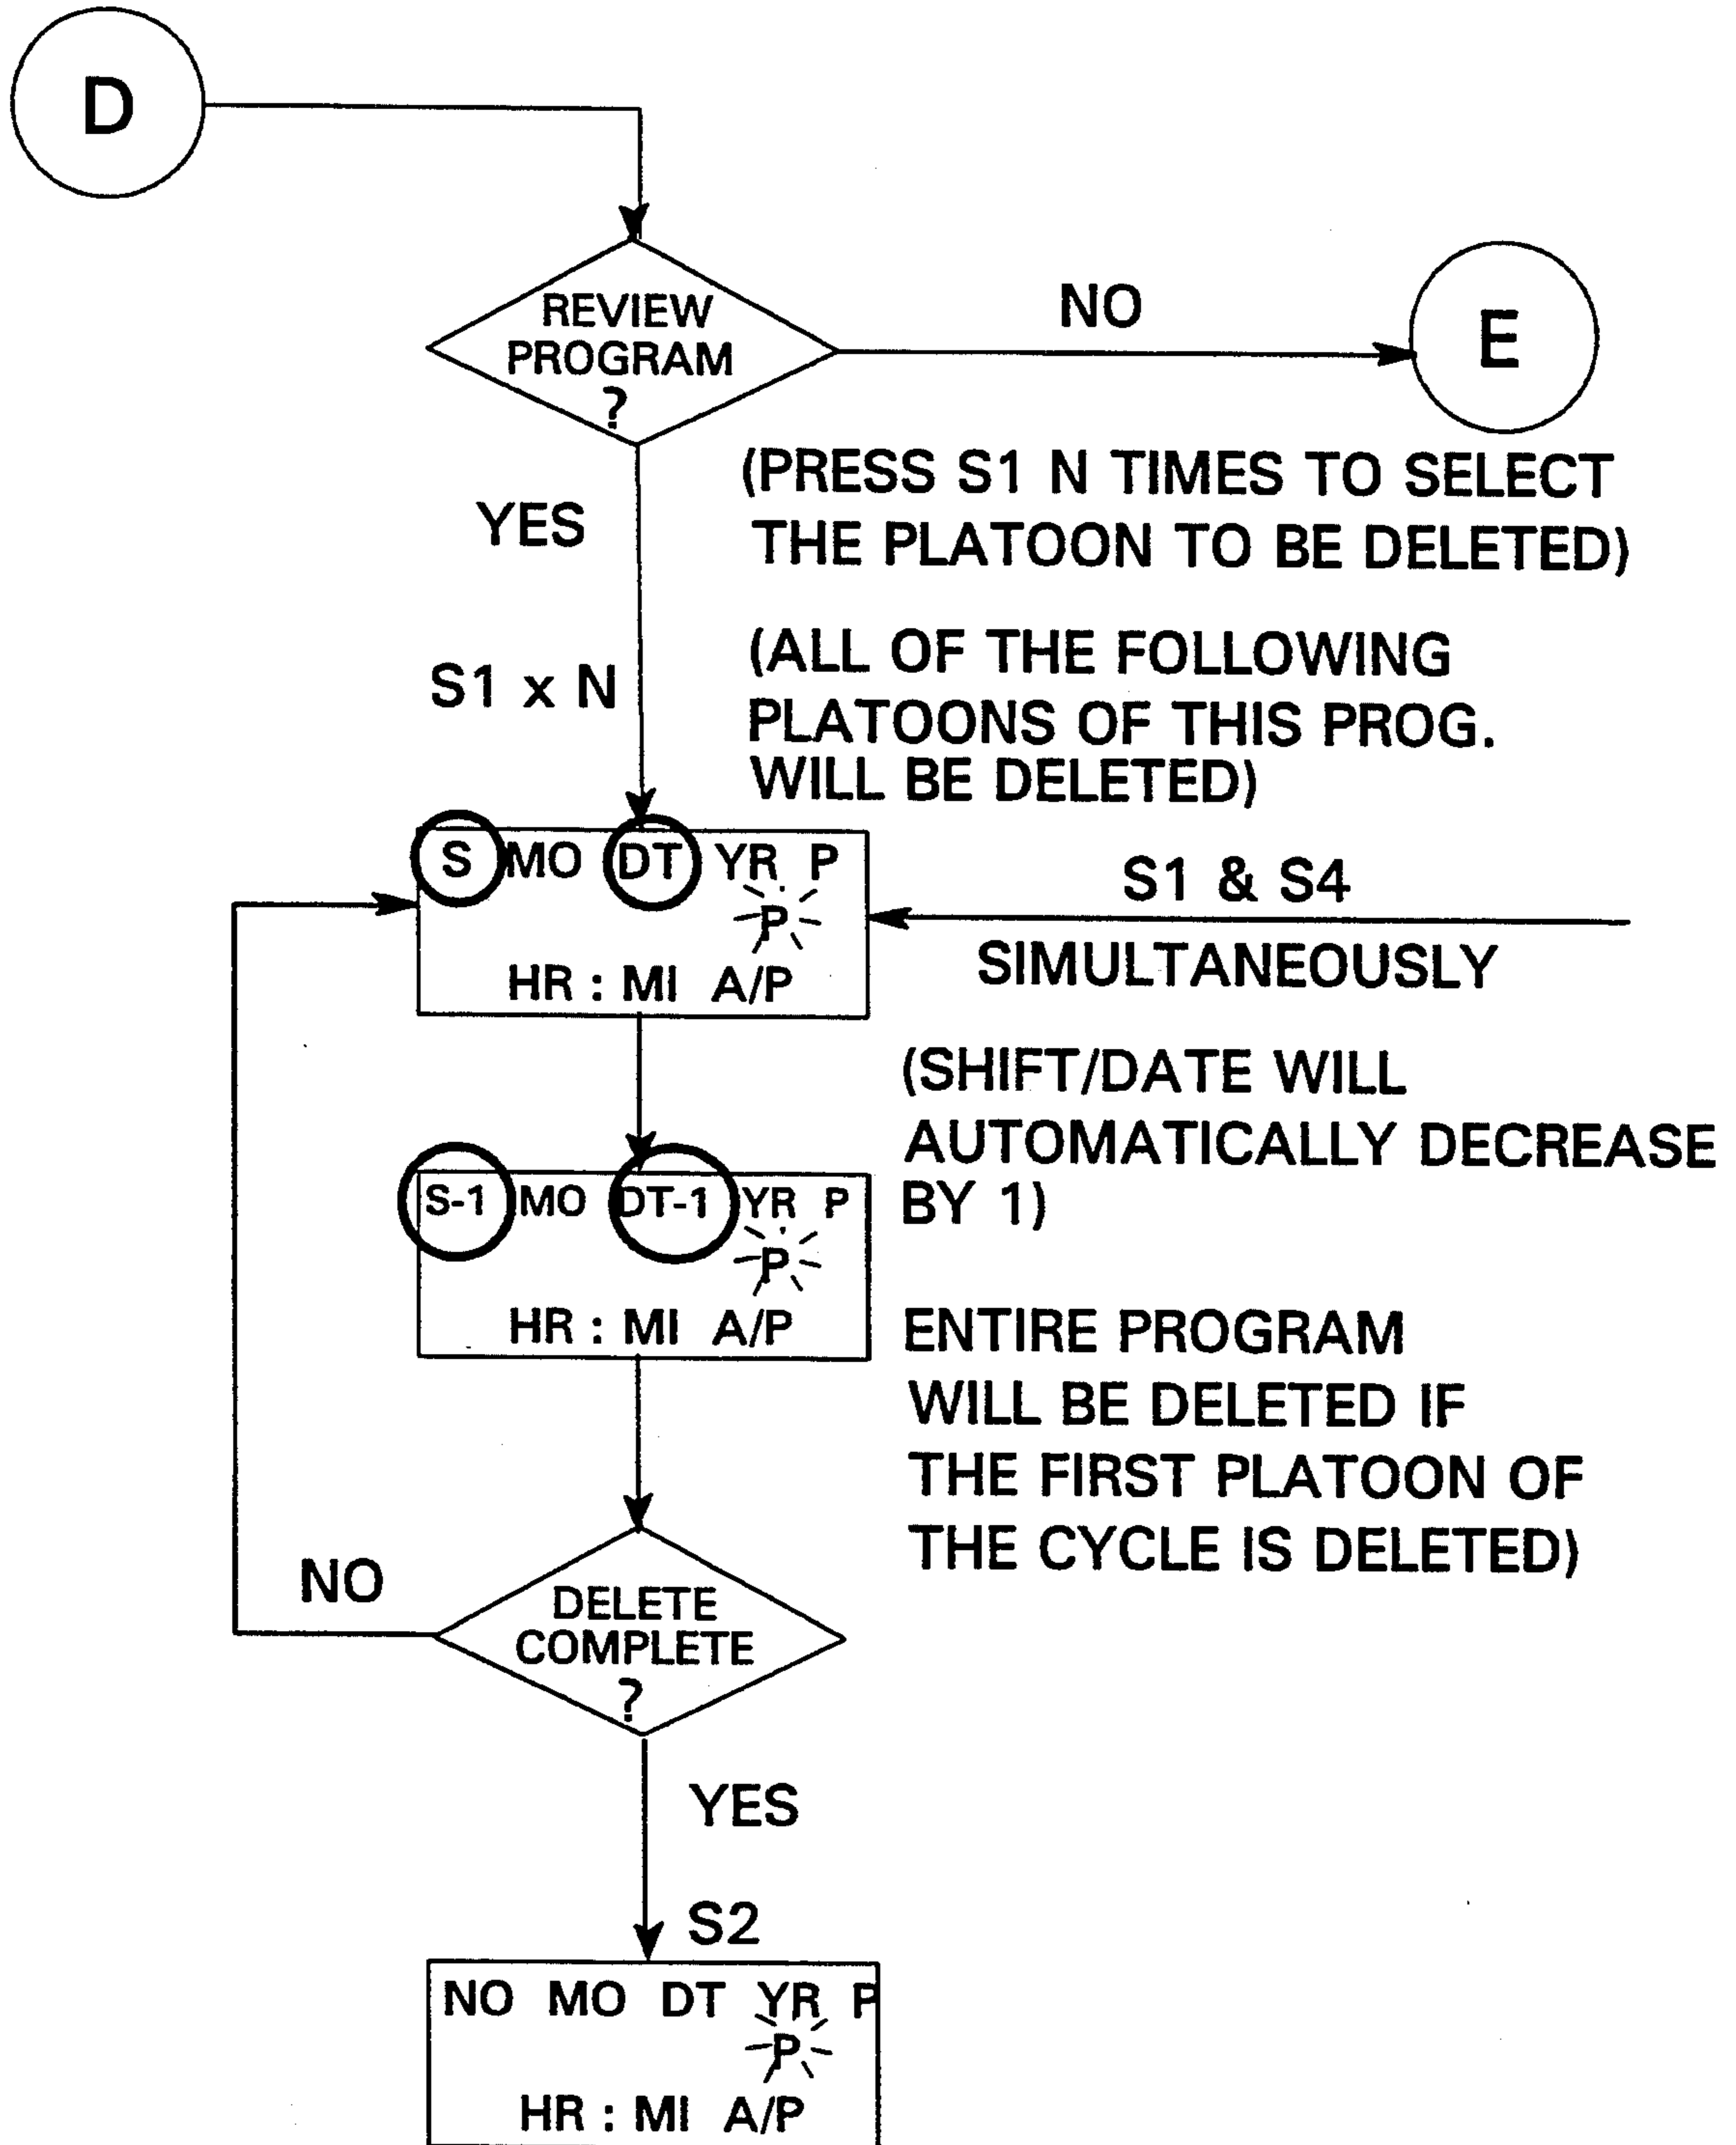 D
REVIEW
PROGRAM
?
NO
E
YES
(PRESS S1 N TIMES TO SELECT
THE PLATOON TO BE DELETED)
S1 x N
(ALL OF THE FOLLOWING
PLATOONS OF THIS PROG.
WILL BE DELETED)
S MO DT YR P
P
HR : MI A/P
S1 & S4
SIMULTANEOUSLY
(SHIFT/DATE WILL
AUTOMATICALLY DECREASE
BY 1)
S-1 MO DT-1 YR P
P
HR : MI A/P
ENTIRE PROGRAM
WILL BE DELETED IF
THE FIRST PLATOON OF
THE CYCLE IS DELETED)
NO
DELETE
COMPLETE
?
YES
S2
NO MO DT YR P
P
HR : MI A/P